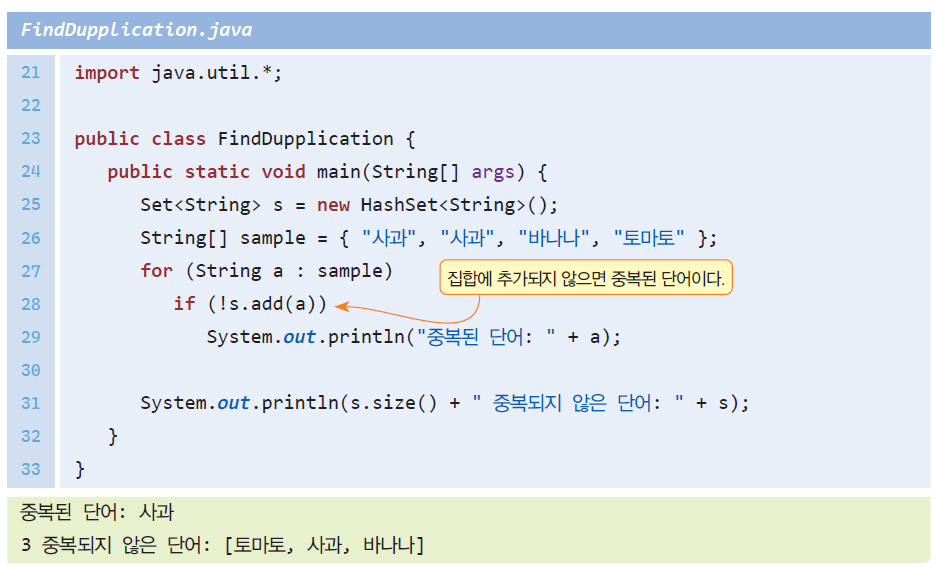 FindDupplication.java
21 import java.util.*;
22
23 public class FindDupplication {
24 public static void main(String[] args) {
25 Set<String> s = new HashSet<String>();
26 String[] sample = { "사과", "사과", "바나나", "토마토" };
27 for (String a : sample)
집합에 추가되지 않으면 중복된 단어이다.
28 if (!s.add(a))
29 System.out.println("중복된 단어: " + a);
30
31 System.out.println(s.size() + " 중복되지 않은 단어: " + s);
32 }
33 }
중복된 단어: 사과
3 중복되지 않은 단어: [토마토, 사과, 바나나]